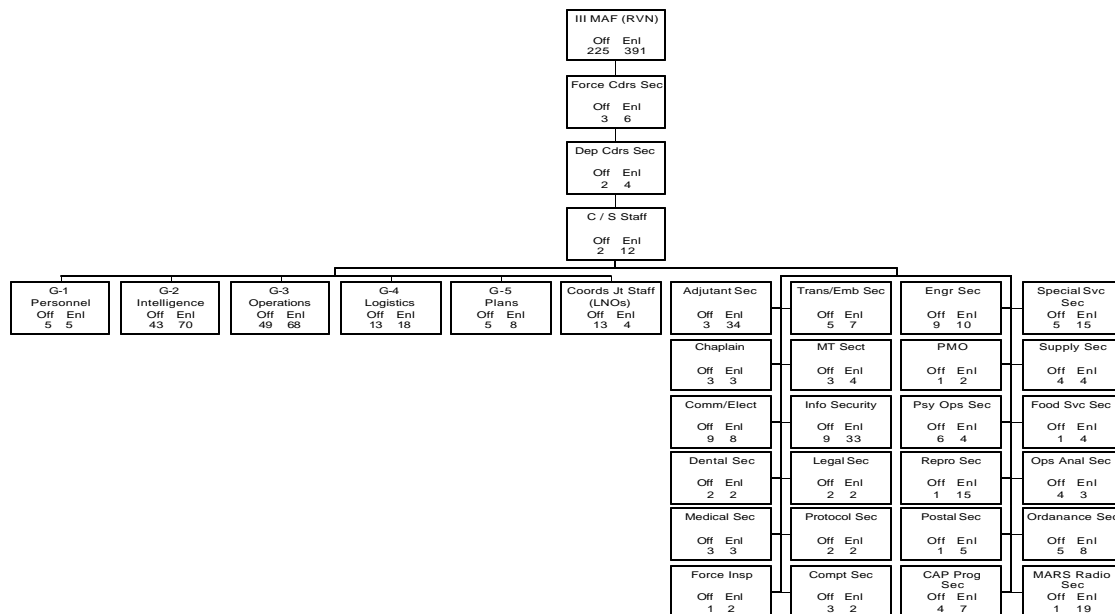 III MAF (RVN)
Off Enl
225 391
Force Cdrs Sec
Off Enl
3 6
Dep Cdrs Sec
Off Enl
2 4
C / S Staff
Off Enl
2 12
G-1
Personnel
Off Enl
5 5
G-2
Intelligence
Off Enl
43 70
G-3
Operations
Off Enl
49 68
G-4
Logistics
Off Enl
13 18
G-5
Plans
Off Enl
5 8
Coords Jt Staff
(LNOs)
Off Enl
13 4
Adjutant Sec
Off Enl
3 34
Trans/Emb Sec
Off Enl
5 7
Engr Sec
Off Enl
9 10
Special Svc
Sec
Off Enl
5 15
Chaplain
Off Enl
3 3
MT Sect
Off Enl
3 4
PMO
Off Enl
1 2
Supply Sec
Off Enl
4 4
Comm/Elect
Off Enl
9 8
Info Security
Off Enl
9 33
Psy Ops Sec
Off Enl
6 4
Food Svc Sec
Off Enl
1 4
Dental Sec
Off Enl
2 2
Legal Sec
Off Enl
2 2
Repro Sec
Off Enl
1 15
Ops Anal Sec
Off Enl
4 3
Medical Sec
Off Enl
3 3
Protocol Sec
Off Enl
2 2
Postal Sec
Off Enl
1 5
Ordanance Sec
Off Enl
5 8
Force Insp
Off Enl
1 2
Compt Sec
Off Enl
3 2
CAP Prog
Sec
Off Enl
4 7
MARS Radio
Sec
Off Enl
1 19